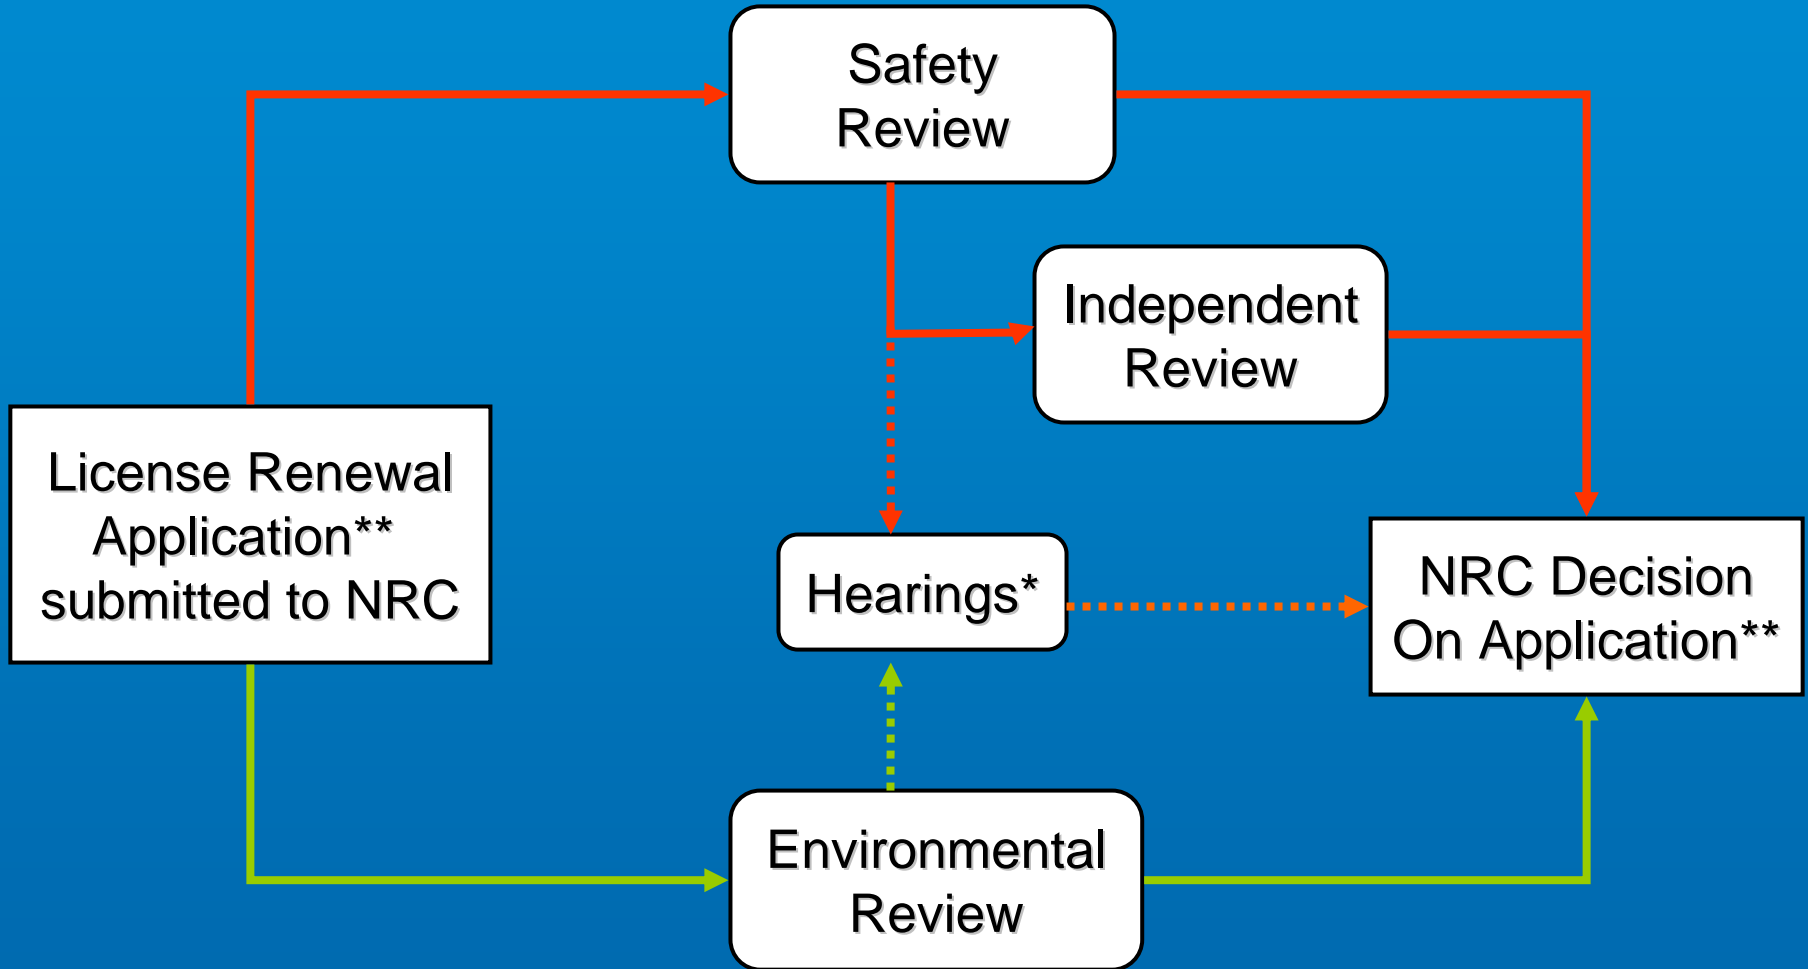 Safety
Review
Independent
Review
License Renewal
Application**
submitted to NRC
Hearings*
NRC Decision
On Application**
Environmental
Review